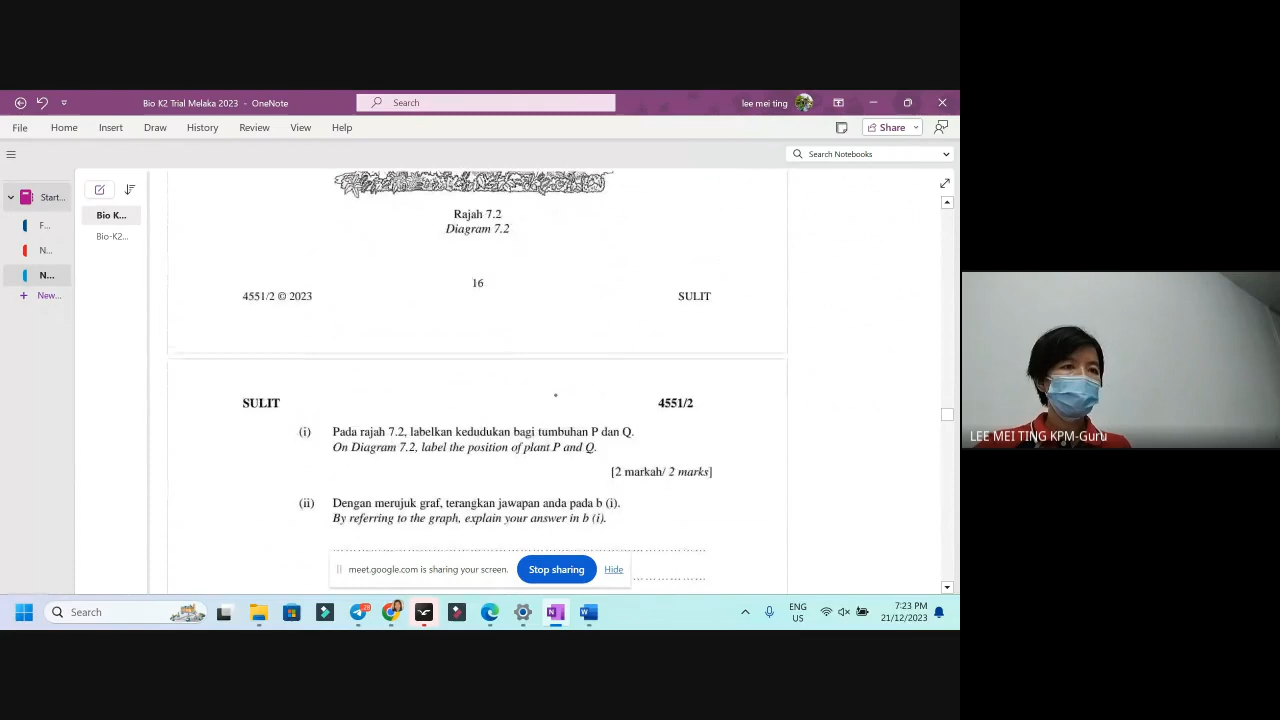 Bio K2 Trial Melaka 2023 - OneNote
Search
lee mei ting
File Home Insert Draw History Review View Help
Share
Search Notebooks
Start...
Bio K...
F...
Bio-K2...
N...
N...
New...
Rajah 7.2
Diagram 7.2
16
4551/2 © 2023 SULIT
SULIT 4551/2
(i) Pada rajah 7.2, labelkan kedudukan bagi tumbuhan P dan Q.
On Diagram 7.2, label the position of plant P and Q.
[2 markah/ 2 marks]
(ii) Dengan merujuk graf, terangkan jawapan anda pada b (i).
By referring to the graph, explain your answer in b (i).
meet.google.com is sharing your screen. Stop sharing Hide
LEE MEI TING KPM-Guru
Search
ENG
US
7:23 PM
21/12/2023